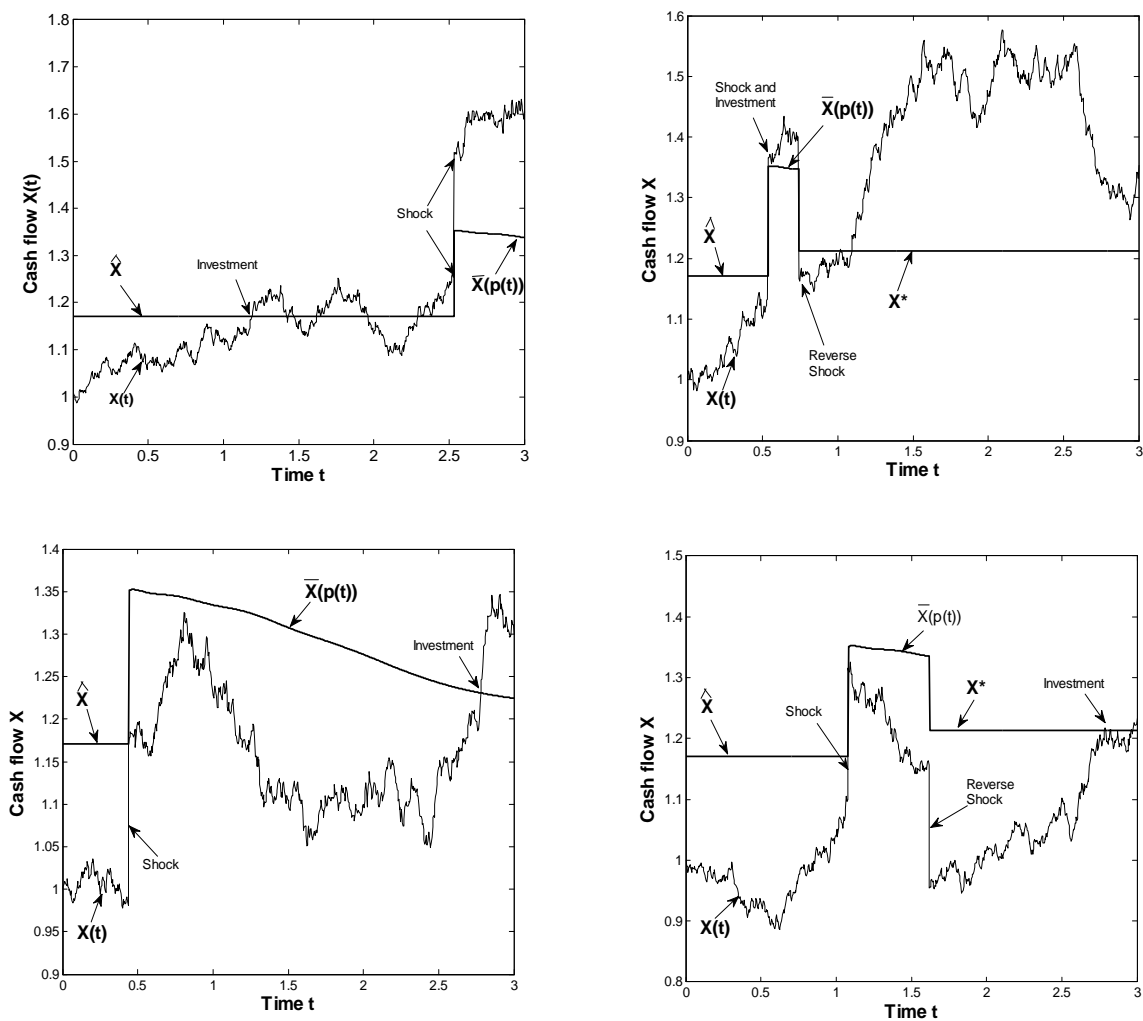 1.8
1.7
1.6
1.5
1.4
1.3
1.2
1.1
1
0.9
Cash flow X(t)
Shock
Investment
X̂
X̅(p(t))
X(t)
0 0.5 1 1.5 2 2.5 3
Time t
1.6
1.5
1.4
1.3
1.2
1.1
1
0.9
Cash flow X
Shock and
Investment
X̅(p(t))
X̂
X*
Reverse
Shock
X(t)
0 0.5 1 1.5 2 2.5 3
Time t
1.4
1.35
1.3
1.25
1.2
1.15
1.1
1.05
1
0.95
0.9
Cash flow X
X̅(p(t))
Investment
X̂
Shock
X(t)
0 0.5 1 1.5 2 2.5 3
Time t
1.5
1.4
1.3
1.2
1.1
1
0.9
0.8
Cash flow X
X̅(p(t))
X̂
X*
Investment
Shock
Reverse
Shock
X(t)
0 0.5 1 1.5 2 2.5 3
Time t